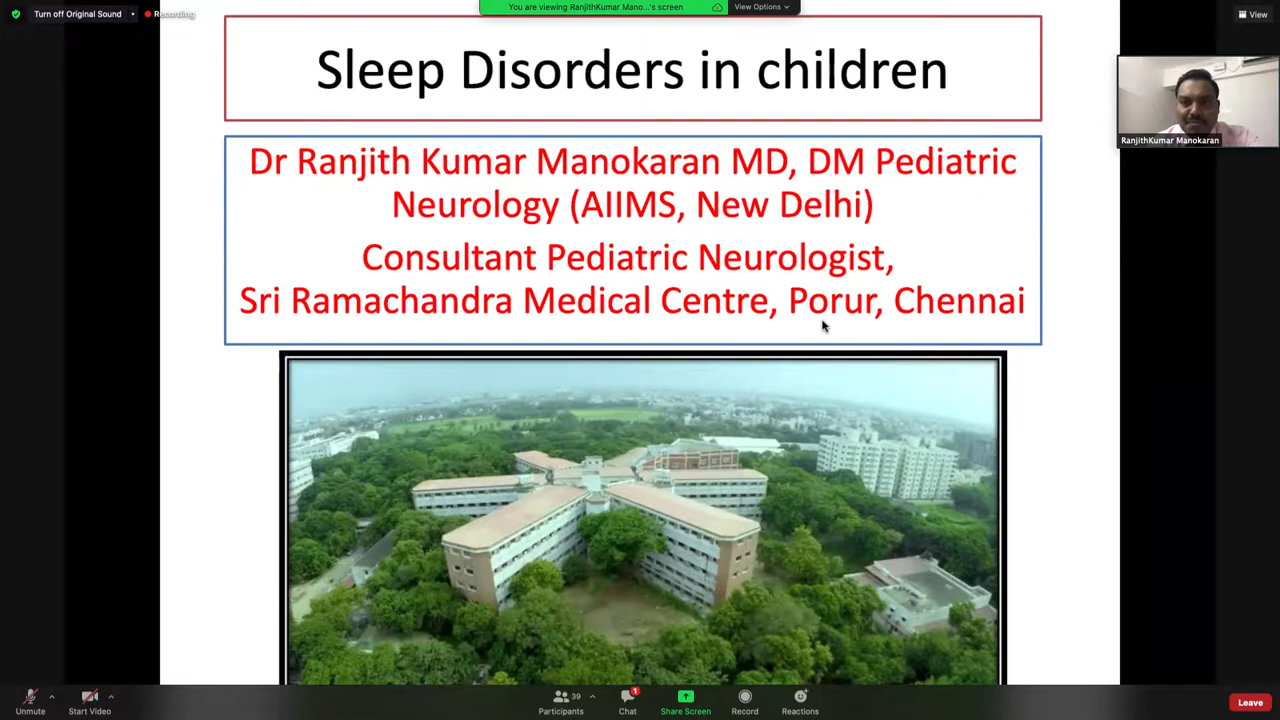 Turn off Original Sound
Recording
You are viewing RanjithKumar Mano...'s screen
View Options
View
Sleep Disorders in children
RanjithKumar Manokaran
Dr Ranjith Kumar Manokaran MD, DM Pediatric
Neurology (AIIMS, New Delhi)
Consultant Pediatric Neurologist,
Sri Ramachandra Medical Centre, Porur, Chennai
Unmute
Start Video
39
Participants
1
Chat
Share Screen
Record
Reactions
Leave